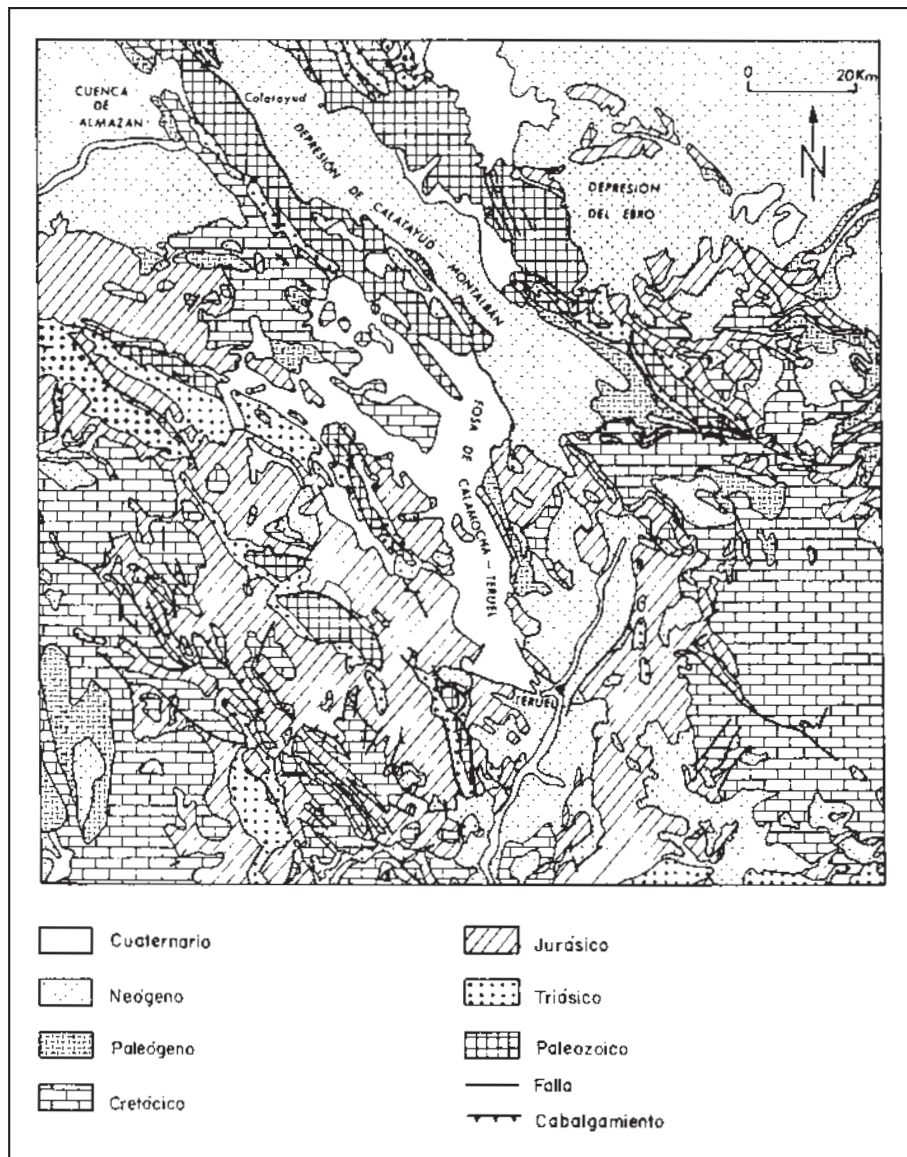 0 20Km
N
CUENCA
DE
ALMAZAN
Calatayud
DEPRESIÓN DE CALATAYUD - MONTALBÁN
DEPRESION
DEL EBRO
FOSA DE CALAMOCHA - TERUEL
TERUEL
Cuaternario
Neógeno
Paleógeno
Cretácico
Jurásico
Triásico
Paleozoico
Falla
Cabalgamiento